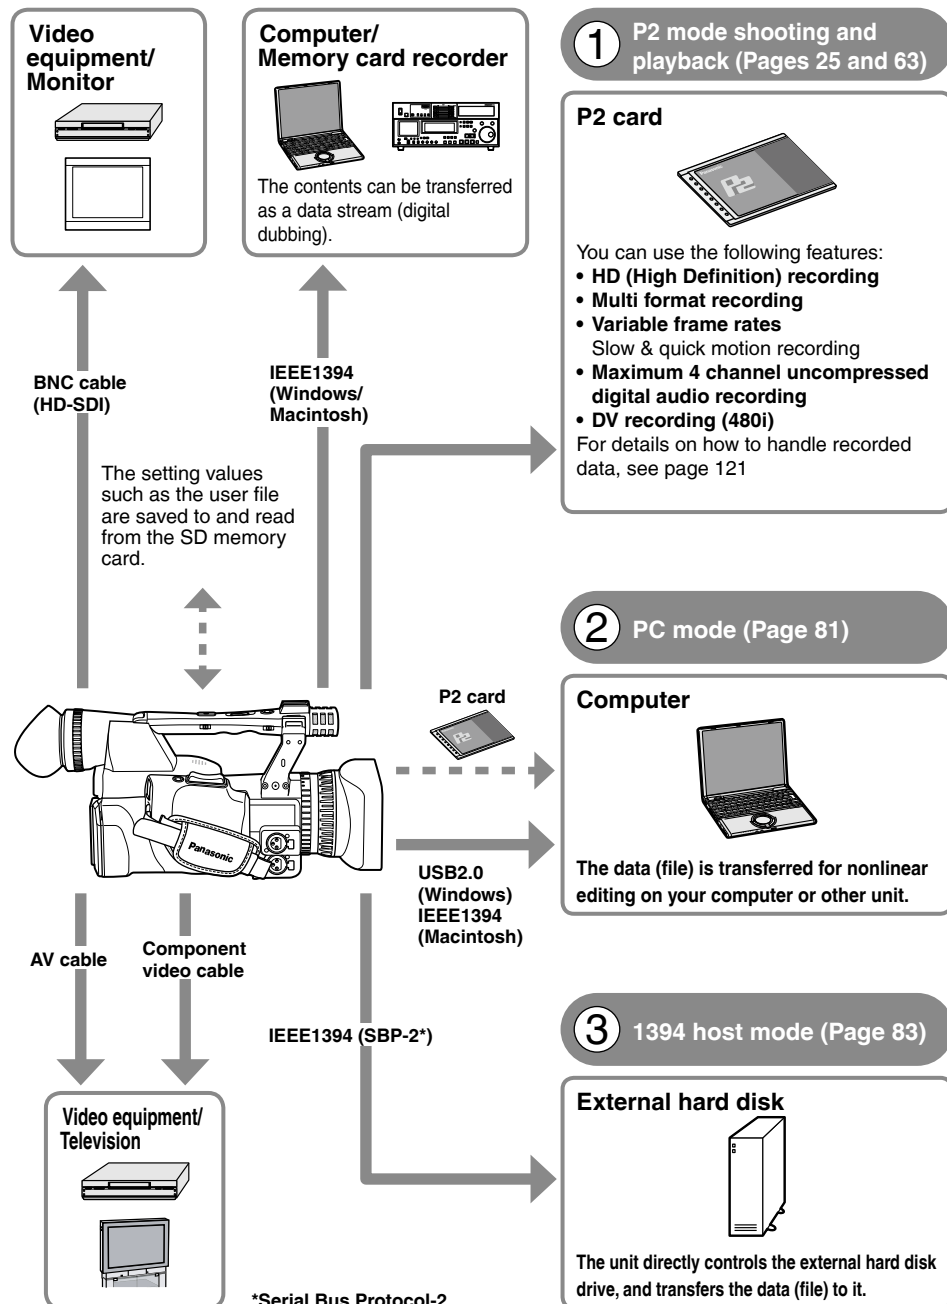 Video
equipment/
Monitor
Computer/
Memory card recorder
The contents can be transferred
as a data stream (digital
dubbing).
1
P2 mode shooting and
playback (Pages 25 and 63)
P2 card
Panasonic
P2
You can use the following features:
• HD (High Definition) recording
• Multi format recording
• Variable frame rates
Slow & quick motion recording
• Maximum 4 channel uncompressed
digital audio recording
• DV recording (480i)
For details on how to handle recorded
data, see page 121
BNC cable
(HD-SDI)
IEEE1394
(Windows/
Macintosh)
The setting values
such as the user file
are saved to and read
from the SD memory
card.
2
PC mode (Page 81)
P2 card
P2
Computer
The data (file) is transferred for nonlinear
editing on your computer or other unit.
Panasonic
USB2.0
(Windows)
IEEE1394
(Macintosh)
AV cable
Component
video cable
IEEE1394 (SBP-2*)
3
1394 host mode (Page 83)
External hard disk
The unit directly controls the external hard disk
drive, and transfers the data (file) to it.
Video equipment/
Television
*Serial Bus Protocol-2